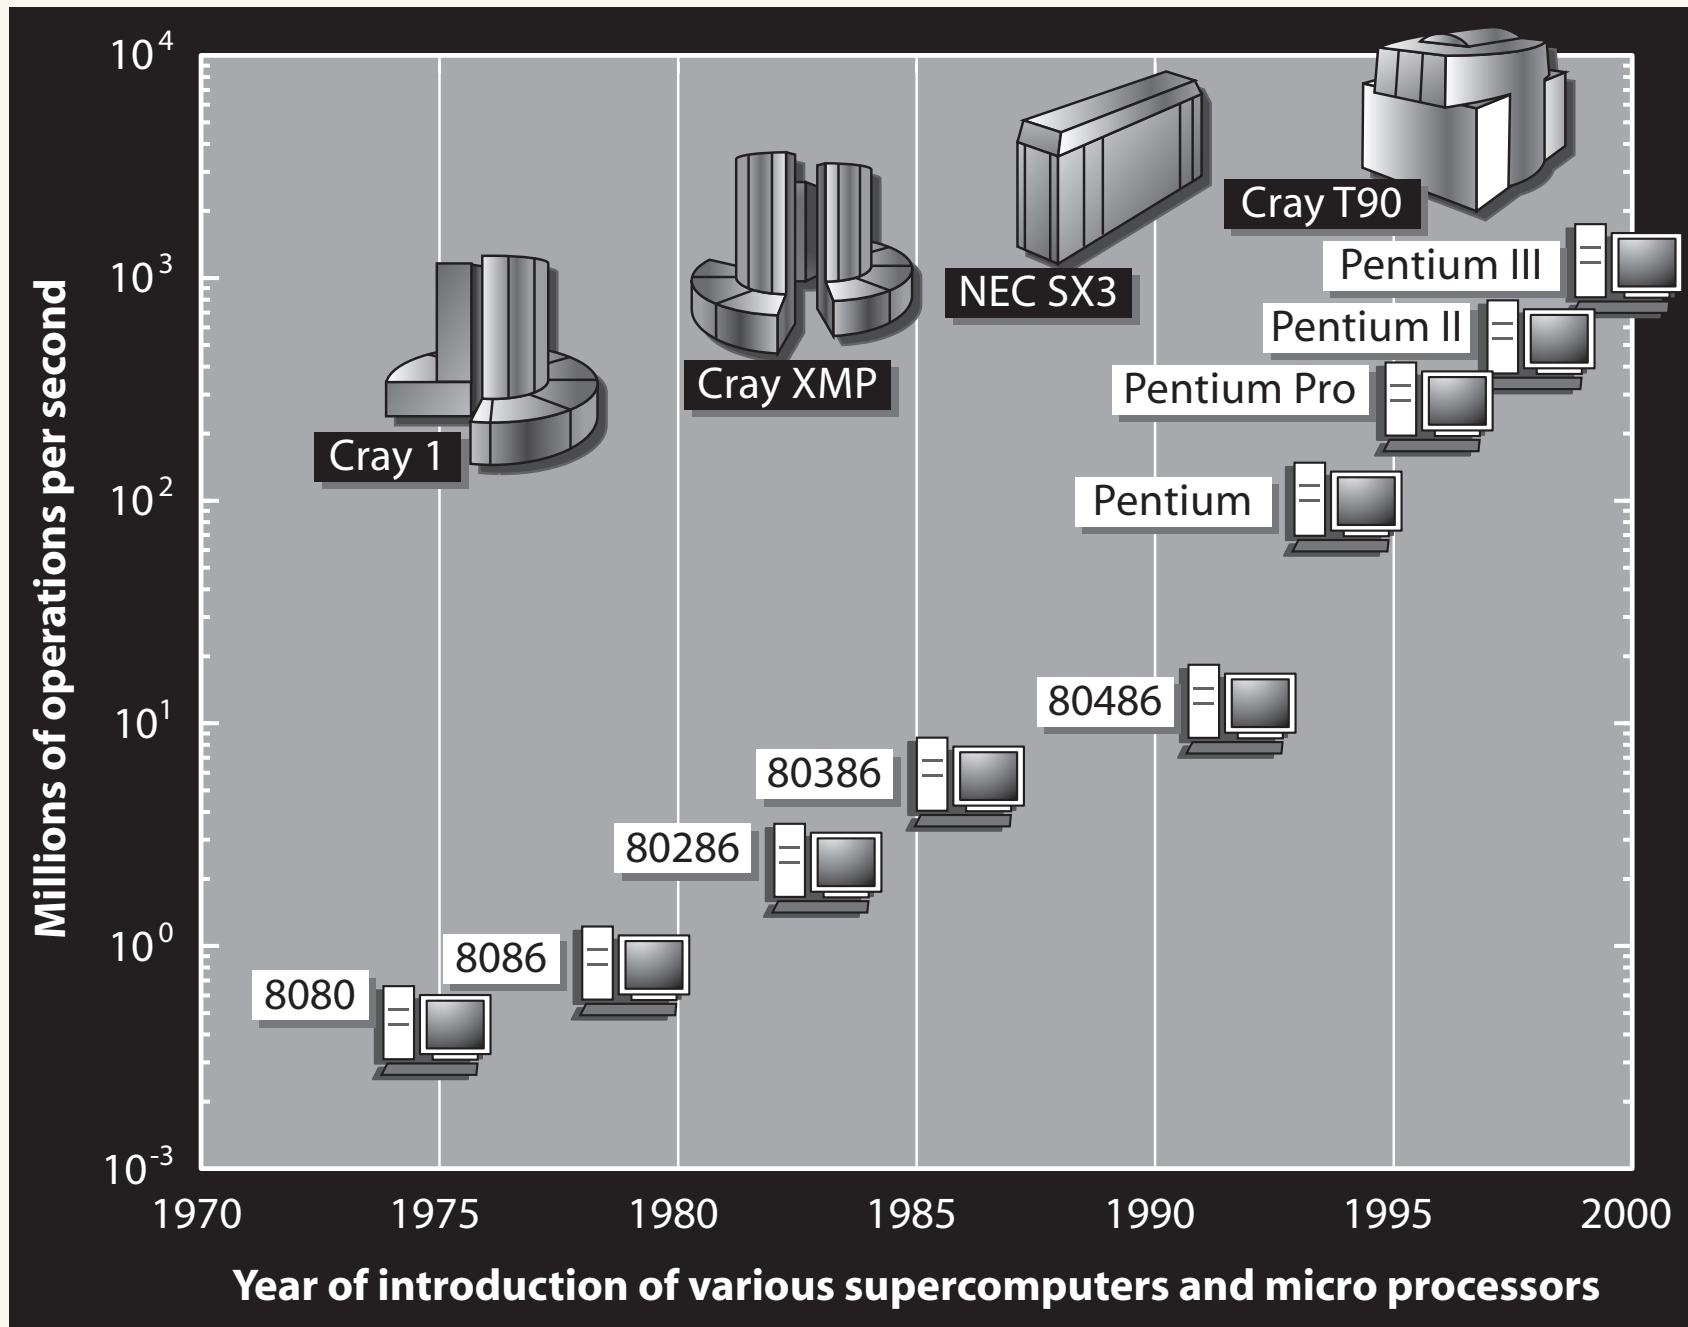 10^4
10^3
10^2
10^1
10^0
10^-3
Millions of operations per second
Cray T90
Pentium III
NEC SX3
Pentium II
Cray XMP
Pentium Pro
Cray 1
Pentium
80486
80386
80286
8086
8080
1970 1975 1980 1985 1990 1995 2000
Year of introduction of various supercomputers and micro processors